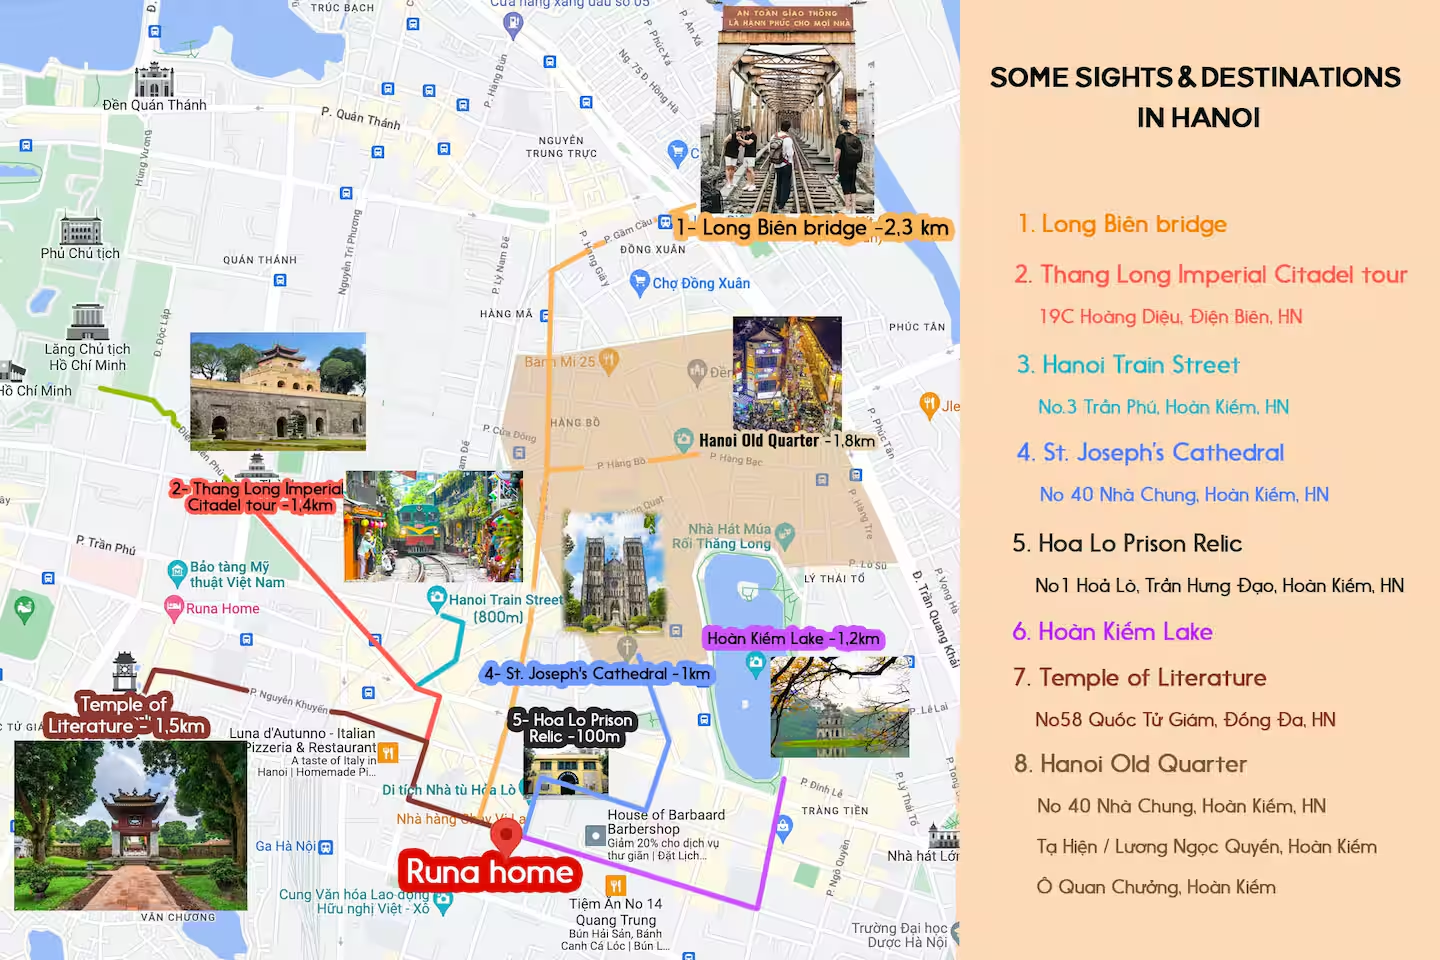 TRÚC BẠCH
Cửa hàng xăng dầu số 05
AN TOÀN GIAO THÔNG
LÀ HẠNH PHÚC CHO MỌI NHÀ
P. An Xá
P. Phúc Xá
Ng. 75 Đ. Hồng Hà
P. Hàng Bún
Đền Quán Thánh
P. Quán Thánh
Hùng Vương
NGUYỄN
TRUNG TRỰC
Phủ Chủ tịch
QUÁN THÁNH
Nguyễn Tri Phương
P. Lý Nam Đế
P. Gầm Cầu
P. Hàng Giấy
ĐỒNG XUÂN
1- Long Biên bridge -2,3 km
Chợ Đồng Xuân
HÀNG MÃ
PHÚC TÂN
Đ. Độc Lập
Lăng Chủ tịch
Hồ Chí Minh
Hồ Chí Minh
Bánh Mì 25
HÀNG BỒ
P. Cửa Đông
Hanoi Old Quarter -1,8km
P. Hàng Bồ
P. Hàng Bạc
P. Phúc Tân
2- Thang Long Imperial
Citadel tour -1,4km
P. Trần Phú
Bảo tàng Mỹ
thuật Việt Nam
Runa Home
Hanoi Train Street
(800m)
Nhà Hát Múa
Rối Thăng Long
P. Hàng Tre
P. Lò Sũ
LÝ THÁI TỔ
Đ. Trần Quang Khải
P. Vọng Hà
Hoàn Kiếm Lake -1,2km
4- St. Joseph's Cathedral -1km
Temple of
Literature - 1,5km
P. Nguyễn Khuyến
5- Hoa Lo Prison
Relic -100m
P. Lê Lai
Luna d'Autunno - Italian
Pizzeria & Restaurant
A taste of Italy in
Hanoi | Homemade Pi...
Di tích Nhà tù Hỏa Lò
P. Lý Thái Tổ
P. Đinh Lễ
TRÀNG TIỀN
House of Barbaard
Barbershop
Giảm 20% cho dịch vụ
thư giãn | Đặt Lịch...
Ga Hà Nội
Runa home
P. Ngô Quyền
Nhà hát Lớn
Cung Văn hóa Lao động
Hữu nghị Việt - Xô
VĂN CHƯƠNG
Tiệm Ăn No 14
Quang Trung
Bún Hải Sản, Bánh
Canh Cá Lóc | Bún L...
Trường Đại học
Dược Hà Nội
SOME SIGHTS & DESTINATIONS
IN HANOI
1. Long Biên bridge
2. Thang Long Imperial Citadel tour
19C Hoàng Diệu, Điện Biên, HN
3. Hanoi Train Street
No.3 Trần Phú, Hoàn Kiếm, HN
4. St. Joseph's Cathedral
No 40 Nhà Chung, Hoàn Kiếm, HN
5. Hoa Lo Prison Relic
No1 Hoả Lò, Trần Hưng Đạo, Hoàn Kiếm, HN
6. Hoàn Kiếm Lake
7. Temple of Literature
No58 Quốc Tử Giám, Đống Đa, HN
8. Hanoi Old Quarter
No 40 Nhà Chung, Hoàn Kiếm, HN
Tạ Hiện / Lương Ngọc Quyến, Hoàn Kiếm
Ô Quan Chưởng, Hoàn Kiếm